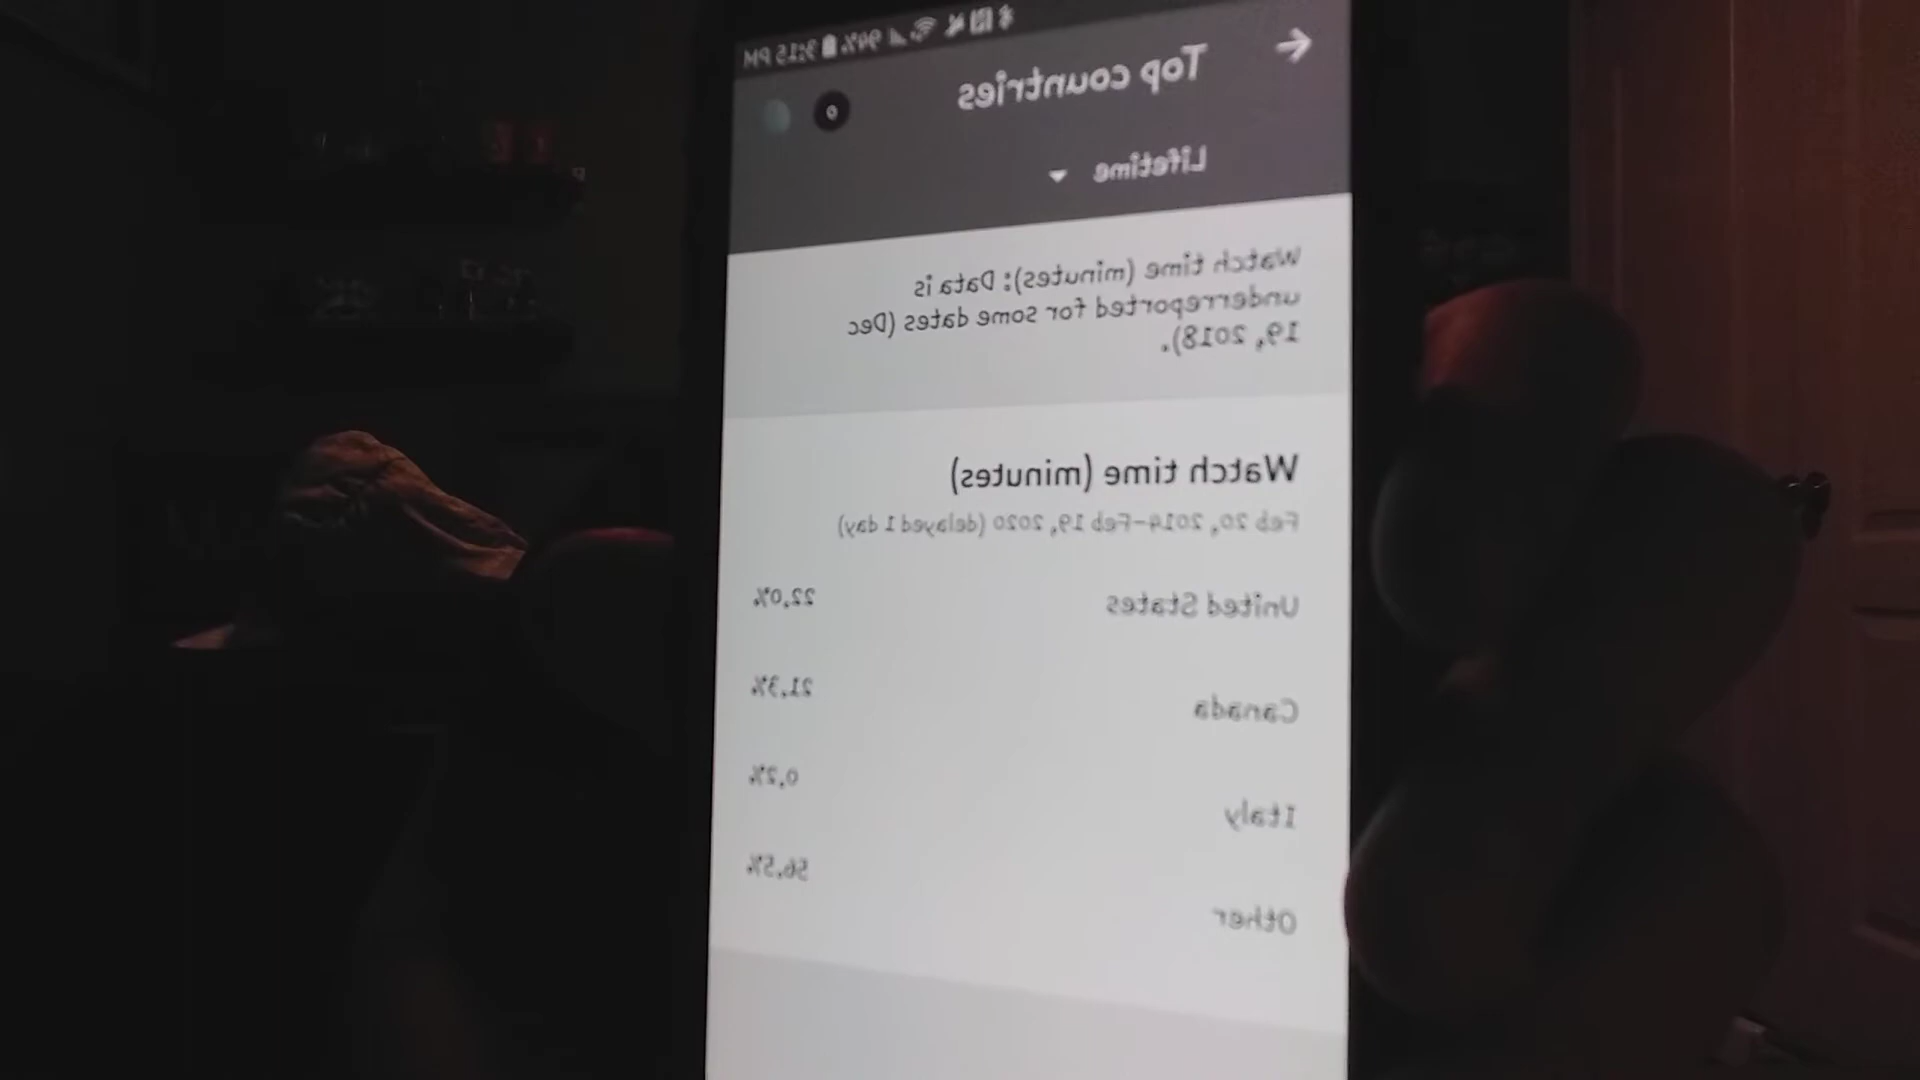 99% 3:15 PM
Top countries
Lifetime
Watch time (minutes): Data is
underreported for some dates (Dec
19, 2018).
Watch time (minutes)
Feb 20, 2014–Feb 19, 2020 (delayed 1 day)
United States 22.0%
Canada 21.3%
Italy 0.2%
Other 56.5%